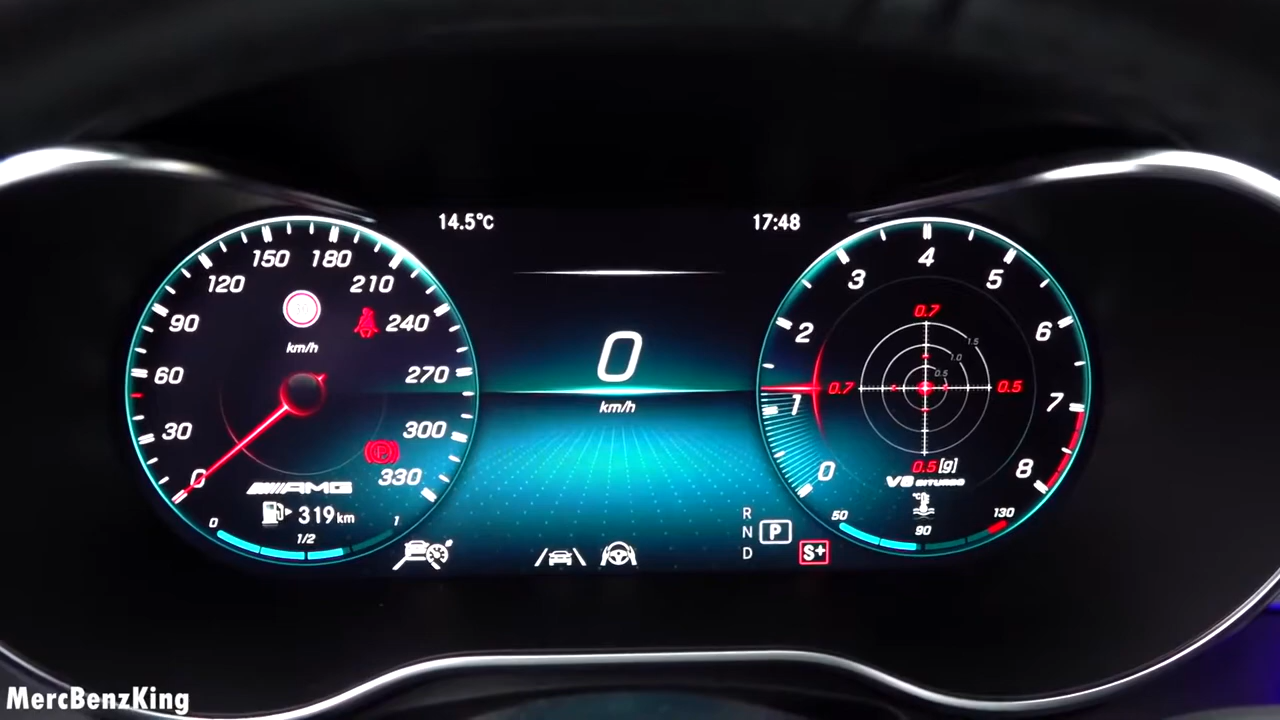 14.5°C
17:48
0
30
60
90
120
150
180
210
240
270
300
330
km/h
AMG
319 km
0
1/2
1
0
km/h
R
N
D
P
S+
0
1
2
3
4
5
6
7
8
0.7
0.7
0.5
0.5 [g]
0.5
1.0
1.5
V8 BITURBO
°C
50
90
130
P
MercBenzKing